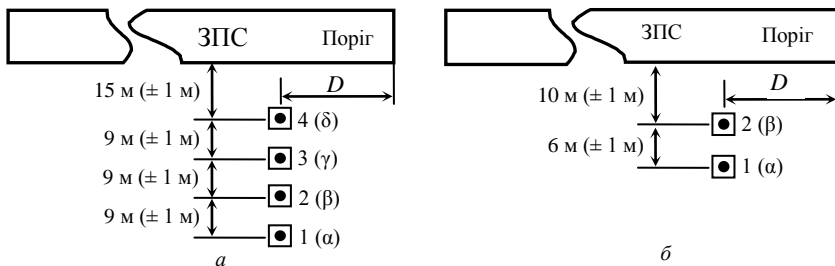 ЗПС
Поріг
15 м (± 1 м)
D
4 (δ)
9 м (± 1 м)
3 (γ)
9 м (± 1 м)
2 (β)
9 м (± 1 м)
1 (α)
а
ЗПС
Поріг
10 м (± 1 м)
D
2 (β)
6 м (± 1 м)
1 (α)
б